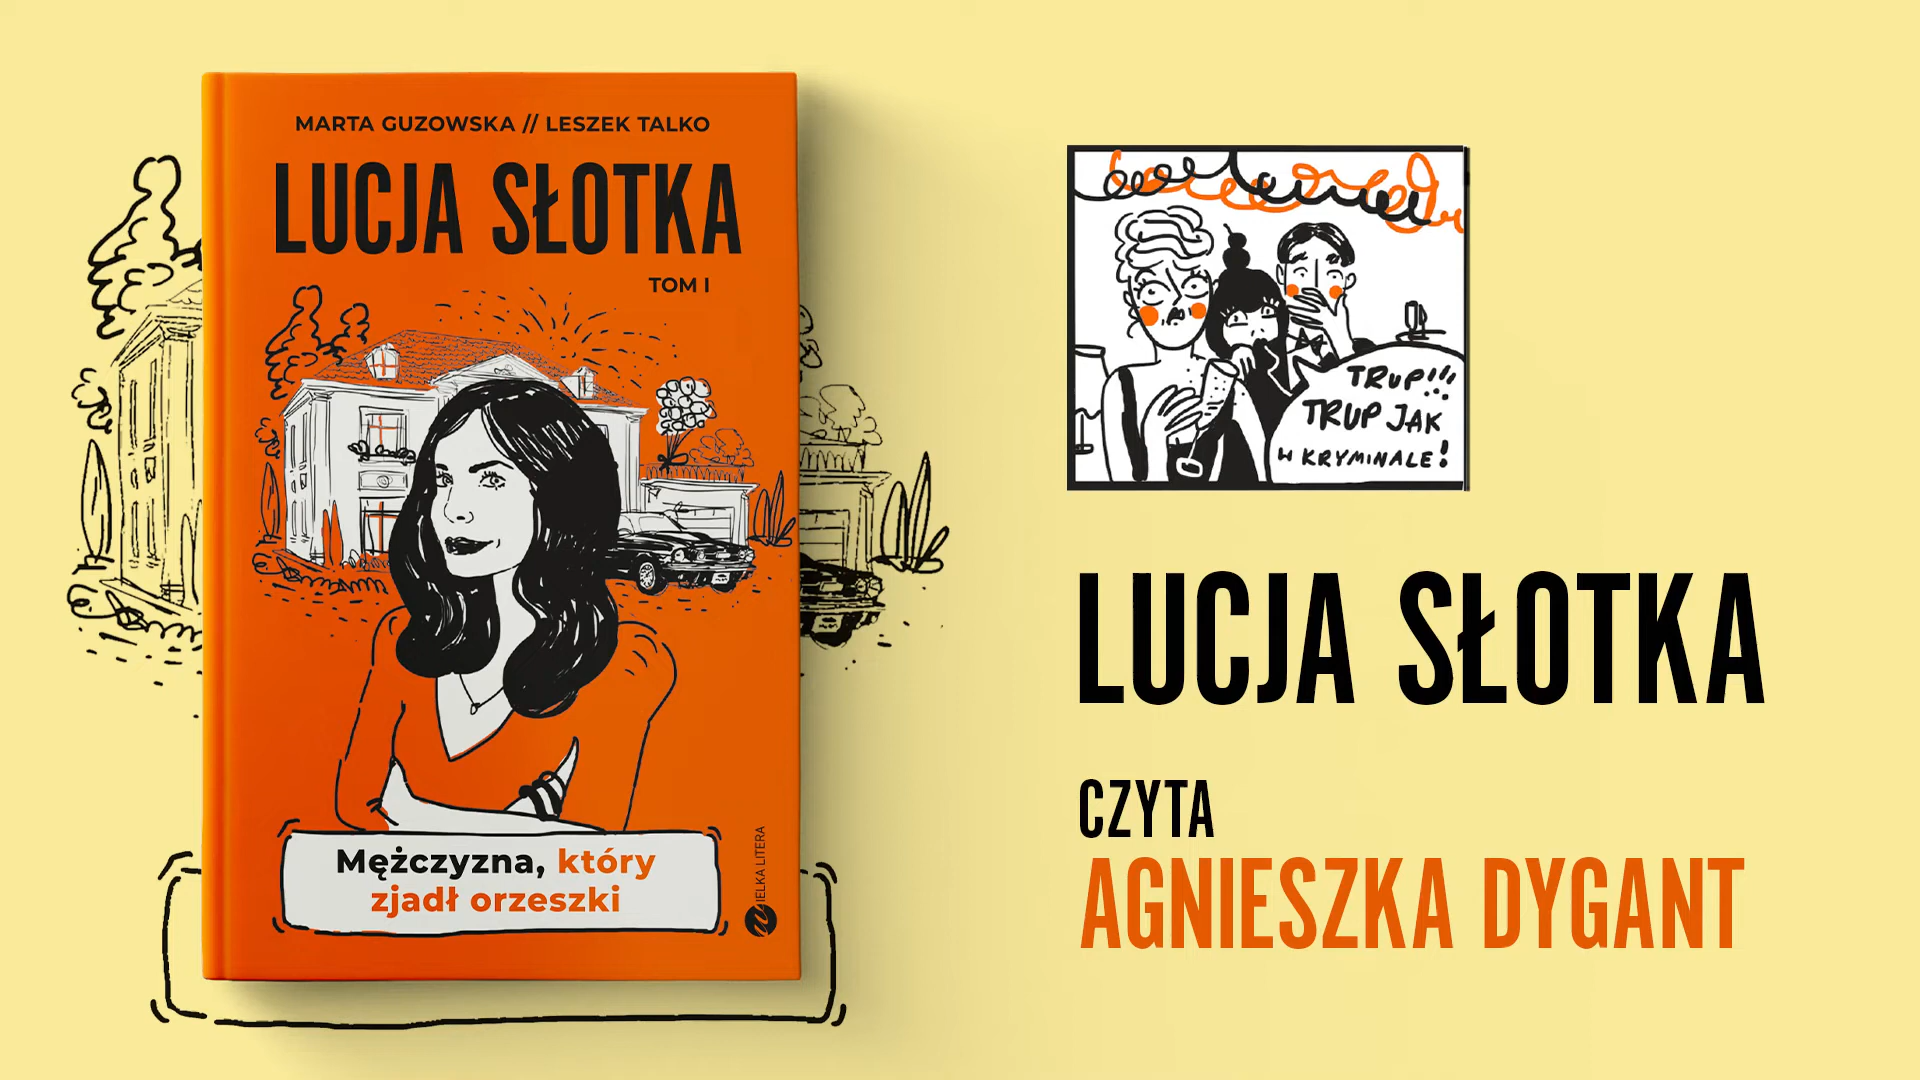 MARTA GUZOWSKA // LESZEK TALKO
LUCJA SŁOTKA
TOM I
Mężczyzna, który
zjadł orzeszki
WIELKA LITERA
TRUP!!!
TRUP JAK
W KRYMINALE!
LUCJA SŁOTKA
CZYTA
AGNIESZKA DYGANT